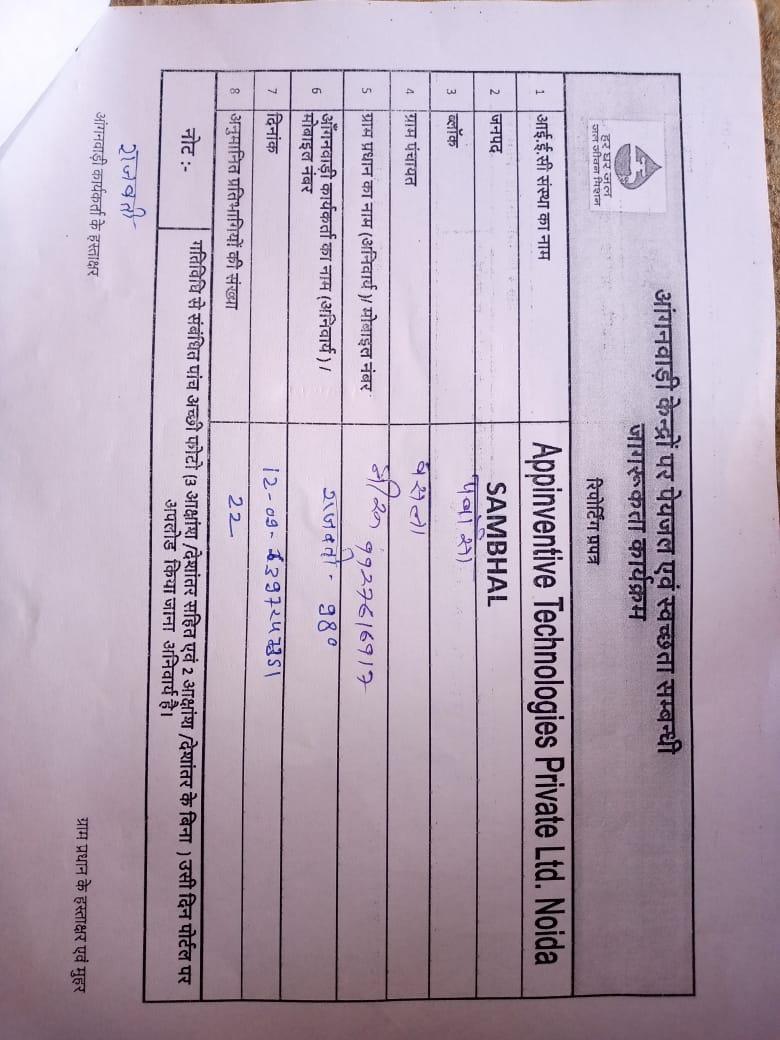 हर घर जल
जल जीवन मिशन
आंगनवाड़ी केन्द्रों पर पेयजल एवं स्वच्छता सम्बन्धी
जागरूकता कार्यक्रम
रिपोर्टिंग प्रपत्र
1 आई.ई.सी संस्था का नाम Appinventive Technologies Private Ltd. Noida
2 जनपद SAMBHAL
3 ब्लॉक
4 ग्राम पंचायत
5 ग्राम प्रधान का नाम (अनिवार्य )/ मोबाइल नंबर
6 आँगनवाड़ी कार्यकर्ता का नाम (अनिवार्य ) /
मोबाइल नंबर राजवती
7 दिनांक
8 अनुमानित प्रतिभागियों की संख्या 22
नोट :- गतिविधि से संबंधित पांच अच्छी फोटो (3 आक्षांश /देशांतर सहित एवं 2 आक्षांश /देशांतर के बिना ) उसी दिन पोर्टल पर
अपलोड किया जाना अनिवार्य है।
राजवती
आंगनवाड़ी कार्यकर्ता के हस्ताक्षर
ग्राम प्रधान के हस्ताक्षर एवं मुहर